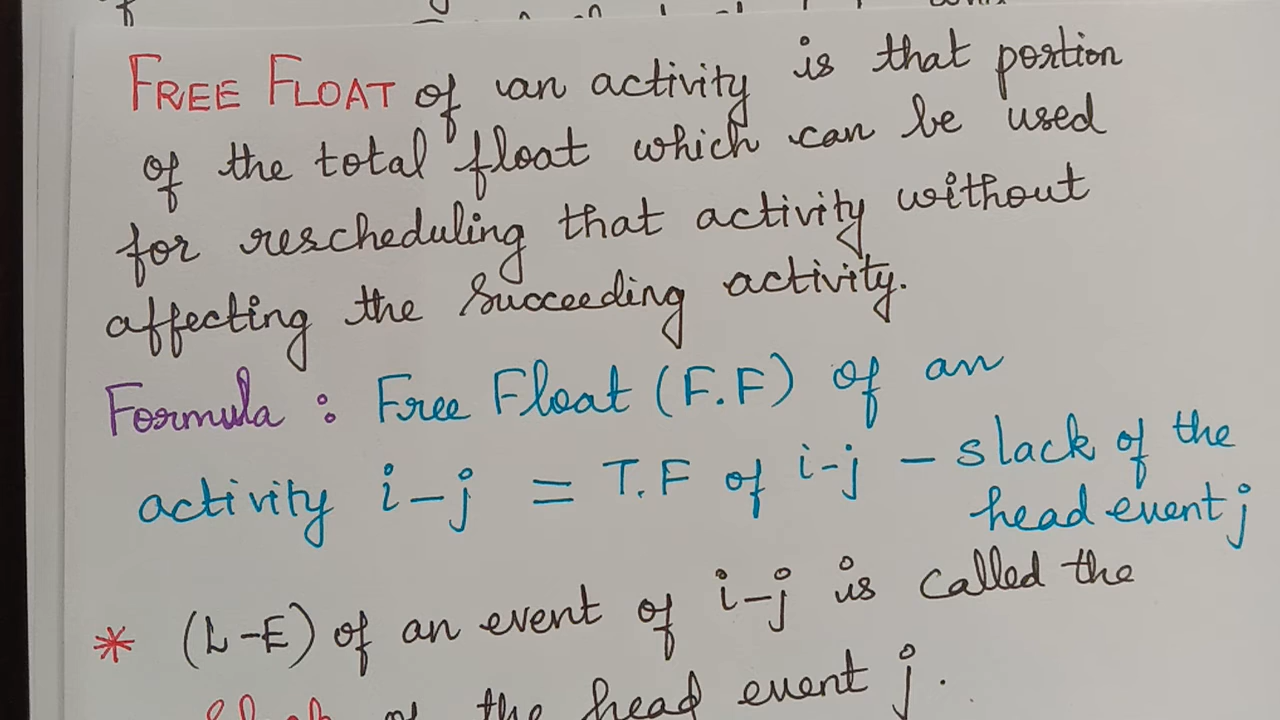 FREE FLOAT of an activity is that portion
of the total float which can be used
for rescheduling that activity without
affecting the succeeding activity.
Formula : Free Float (F.F) of an
activity i-j = T.F of i-j - slack of the
head event j
* (L-E) of an event of i-j is called the
of the head event j.